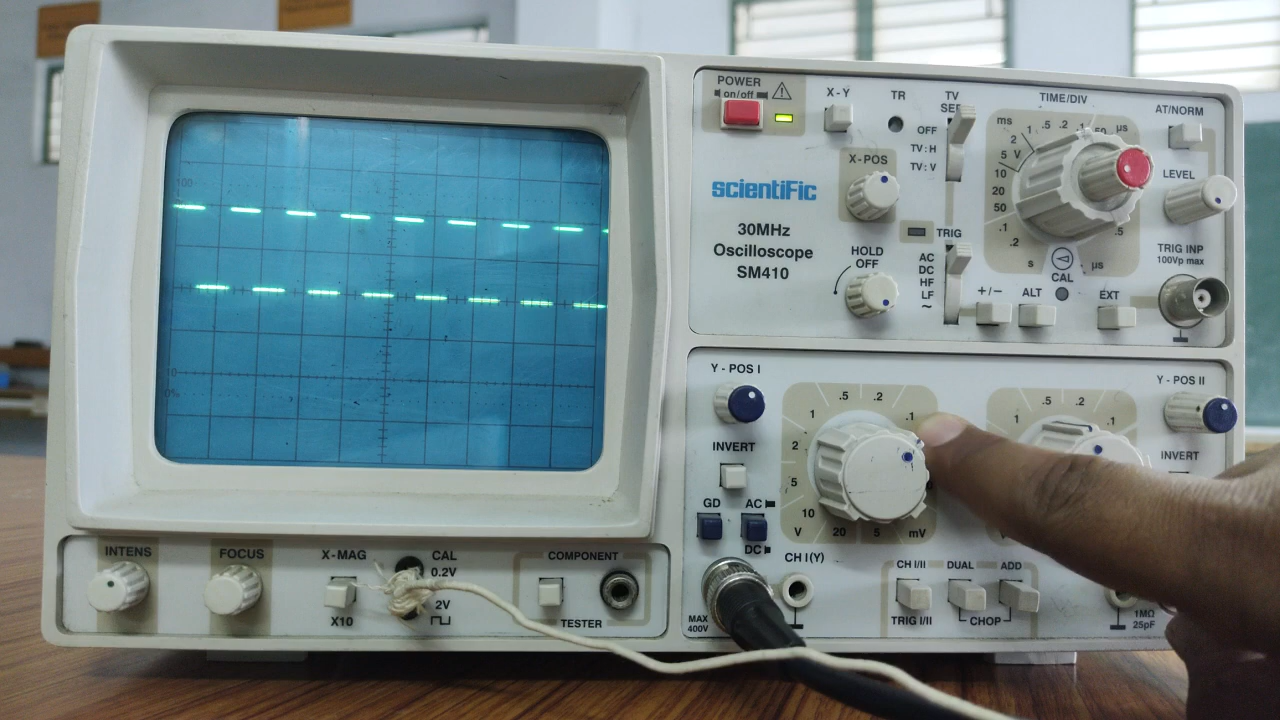 POWER
on/off
X-Y
TR
TV
SEP
OFF
TV:H
TV:V
TIME/DIV
ms
2 1 .5 .2 .1 50 µs
5
10
20
50
.1
.2
s
µs
.5
AT/NORM
LEVEL
X-POS
scientiFic
30MHz
Oscilloscope
SM410
HOLD
OFF
TRIG
AC
DC
HF
LF
~
CAL
+/−
ALT
EXT
TRIG INP
100Vp max
100
10
0%
Y - POS I
.5 .2
1 .1
2
5
10
V 20 5 mV
INVERT
GD
AC
DC
CH I(Y)
MAX
400V
Y - POS II
.5 .2
1 .1
INVERT
CH I/II
DUAL
ADD
TRIG I/II
CHOP
1MΩ
25pF
INTENS
FOCUS
X-MAG
X10
CAL
0.2V
2V
COMPONENT
TESTER